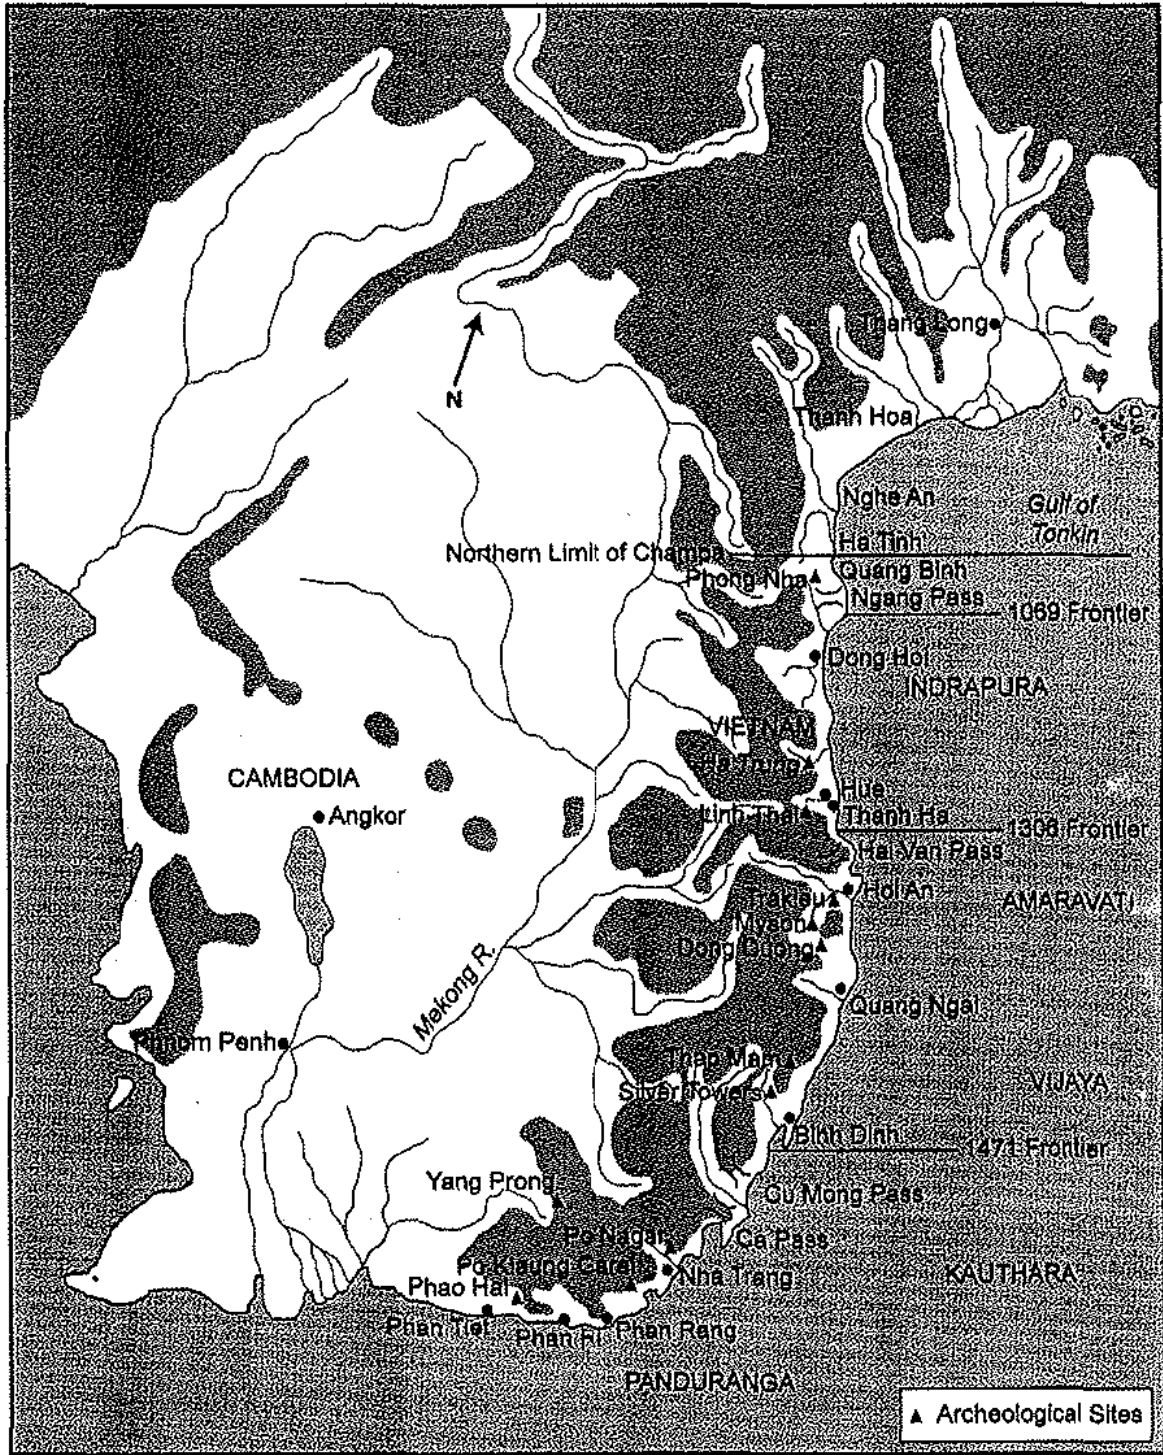 Thang Long
N
Thanh Hoa
Nghe An
Gulf of
Tonkin
Ha Tinh
Northern Limit of Champa
Phong Nha
Quang Binh
Ngang Pass
1069 Frontier
Dong Hoi
INDRAPURA
VIETNAM
Ha Trung
CAMBODIA
Angkor
Hue
Linh Thai
Thanh Ha
1306 Frontier
Hai Van Pass
Hoi An
Trakieu
AMARAVATI
Myson
Dong Duong
Mekong R.
Quang Ngai
Phnom Penh
Thap Mam
VIJAYA
Silver Towers
Binh Dinh
1471 Frontier
Yang Prong
Cu Mong Pass
Po Nagar
Ca Pass
Po Klaung Garai
Nha Trang
KAUTHARA
Phao Hai
Phan Tiet
Phan Ri
Phan Rang
PANDURANGA
Archeological Sites